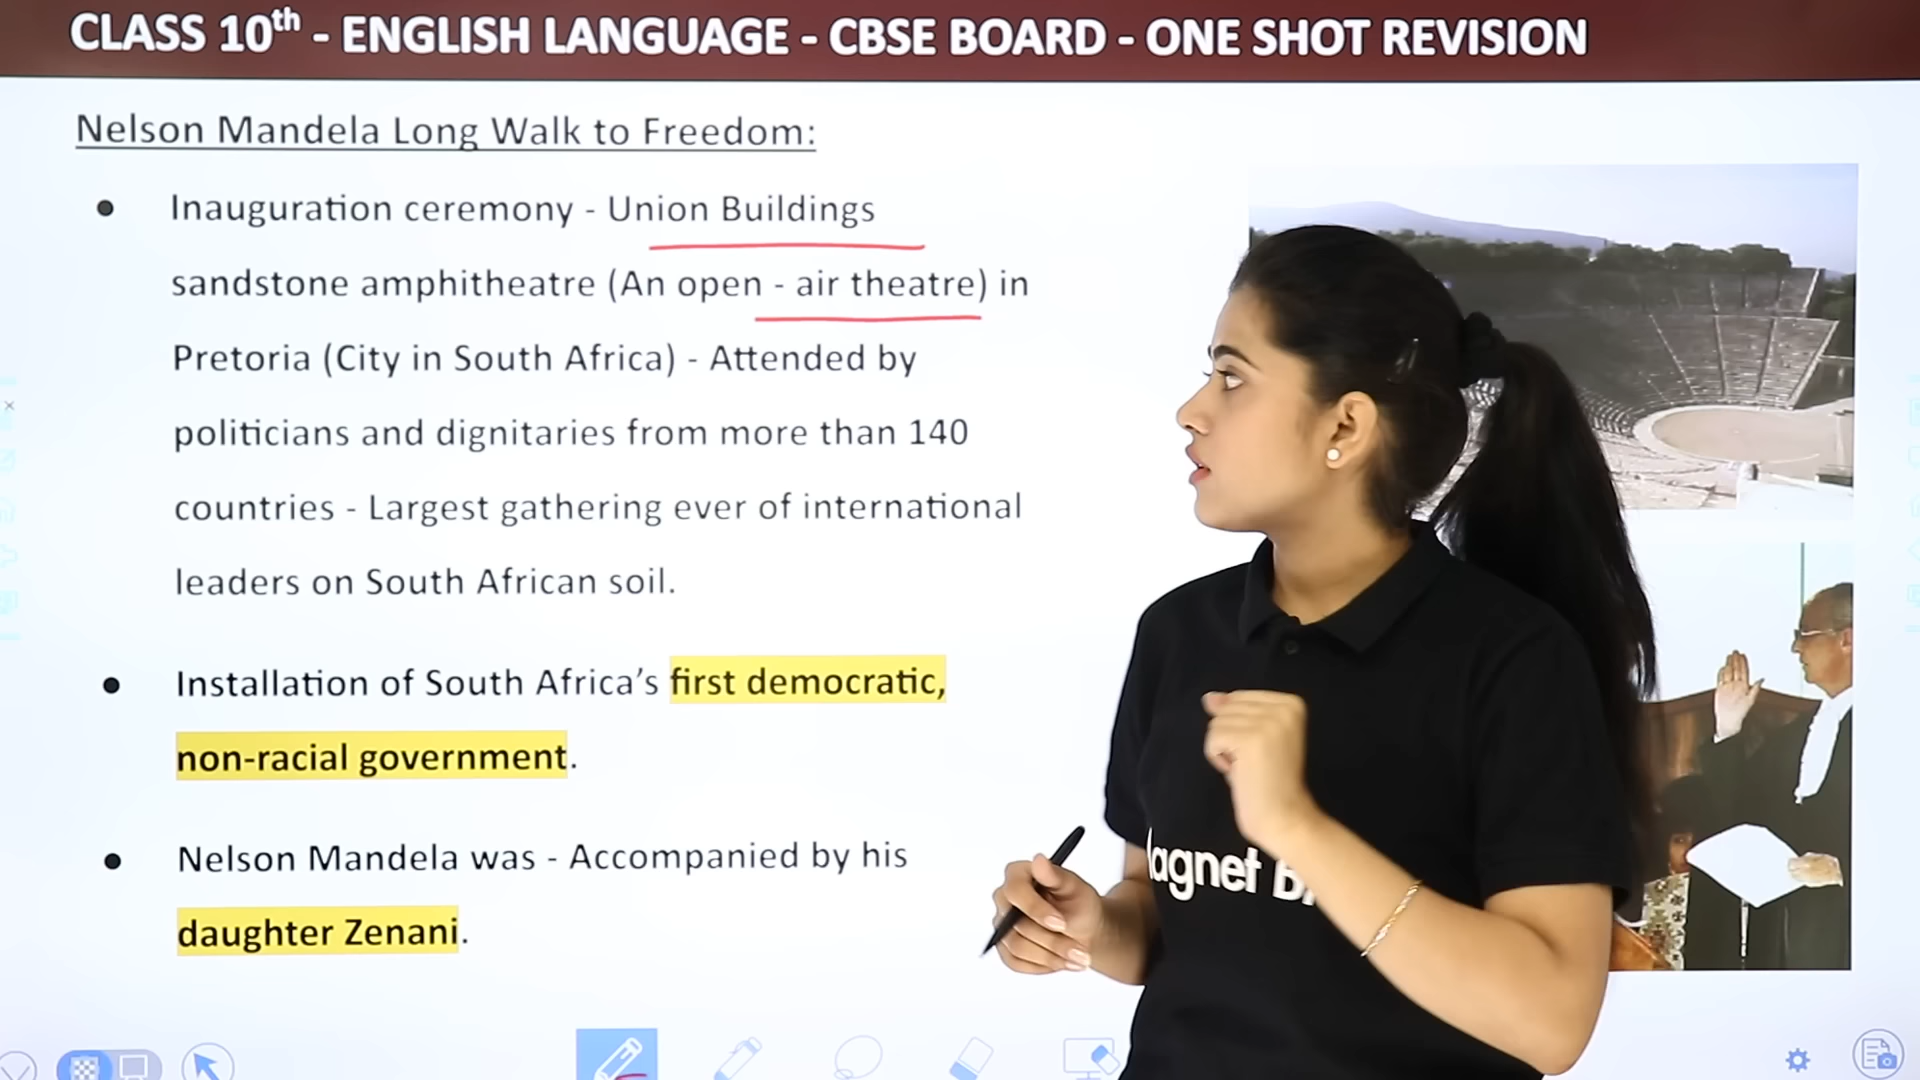 CLASS 10th - ENGLISH LANGUAGE - CBSE BOARD - ONE SHOT REVISION
Nelson Mandela Long Walk to Freedom:
● Inauguration ceremony - Union Buildings
sandstone amphitheatre (An open - air theatre) in
Pretoria (City in South Africa) - Attended by
politicians and dignitaries from more than 140
countries - Largest gathering ever of international
leaders on South African soil.
● Installation of South Africa’s first democratic,
non-racial government.
● Nelson Mandela was - Accompanied by his
daughter Zenani.
agnet B